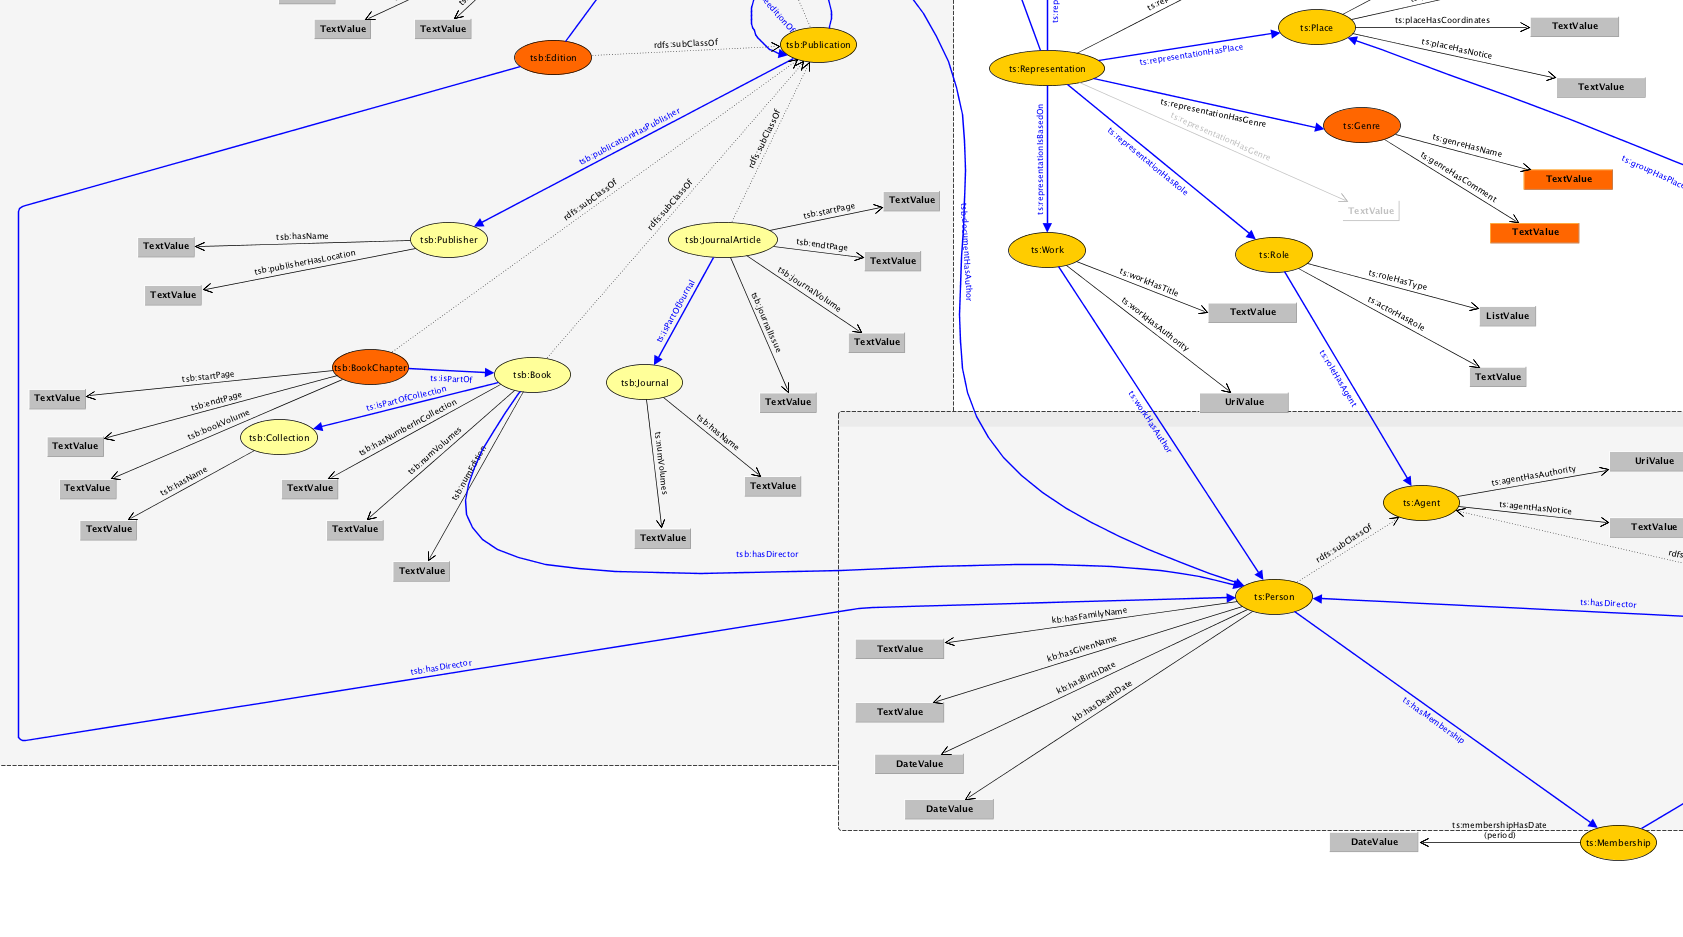 TextValue
TextValue
tsb:Edition
rdfs:subClassOf
tsb:Publication
tsb:publicationHasPublisher
rdfs:subClassOf
rdfs:subClassOf
rdfs:subClassOf
tsb:Publisher
tsb:hasName
TextValue
tsb:publisherHasLocation
TextValue
tsb:JournalArticle
tsb:startPage
TextValue
tsb:endtPage
TextValue
tsb:journalVolume
TextValue
tsb:journalIssue
TextValue
ts:isPartOfJournal
tsb:Journal
ts:numVolumes
TextValue
tsb:hasName
TextValue
tsb:BookChapter
tsb:startPage
TextValue
tsb:endtPage
TextValue
tsb:bookVolume
TextValue
ts:isPartOf
tsb:Book
ts:isPartOfCollection
tsb:Collection
tsb:hasName
TextValue
tsb:hasNumberInCollection
TextValue
tsb:numVolumes
TextValue
tsb:numEdition
TextValue
tsb:hasDirector
tsb:hasDirector
tsb:documentHasAuthor
ts:Representation
ts:representationHasPlace
ts:Place
ts:placeHasCoordinates
TextValue
ts:placeHasNotice
TextValue
ts:representationHasGenre
ts:Genre
ts:genreHasName
TextValue
ts:genreHasComment
TextValue
ts:representationHasGenre
TextValue
ts:groupHasPlace
ts:representationIsBasedOn
ts:representationHasRole
ts:Work
ts:workHasTitle
TextValue
ts:workHasAuthority
UriValue
ts:workHasAuthor
ts:Role
ts:roleHasType
ListValue
ts:actorHasRole
TextValue
ts:roleHasAgent
ts:Agent
ts:agentHasAuthority
UriValue
ts:agentHasNotice
TextValue
rdfs:subClassOf
rdfs
ts:Person
ts:hasDirector
kb:hasFamilyName
TextValue
kb:hasGivenName
TextValue
kb:hasBirthDate
DateValue
kb:hasDeathDate
DateValue
ts:hasMembership
ts:Membership
ts:membershipHasDate
(period)
DateValue